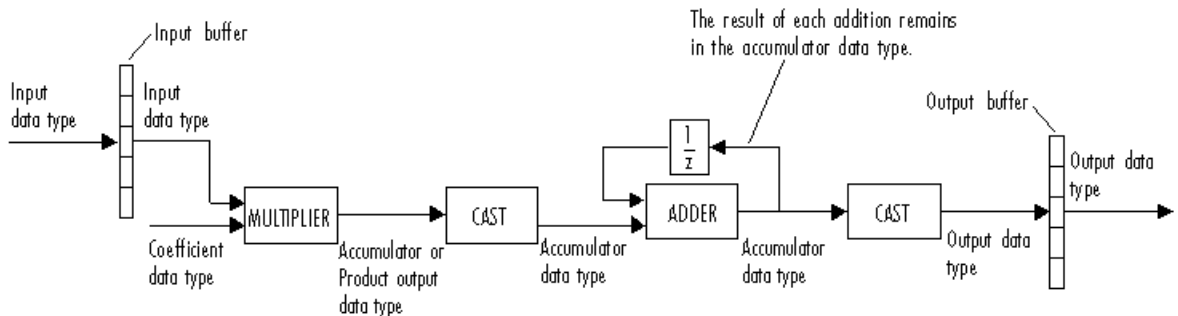 The result of each addition remains
in the accumulator data type.
Input buffer
Input
data type
Input
data type
Output buffer
1
z
Output data
type
MULTIPLIER
CAST
ADDER
CAST
Coefficient
data type
Accumulator or
Product output
data type
Accumulator
data type
Accumulator
data type
Output data
type